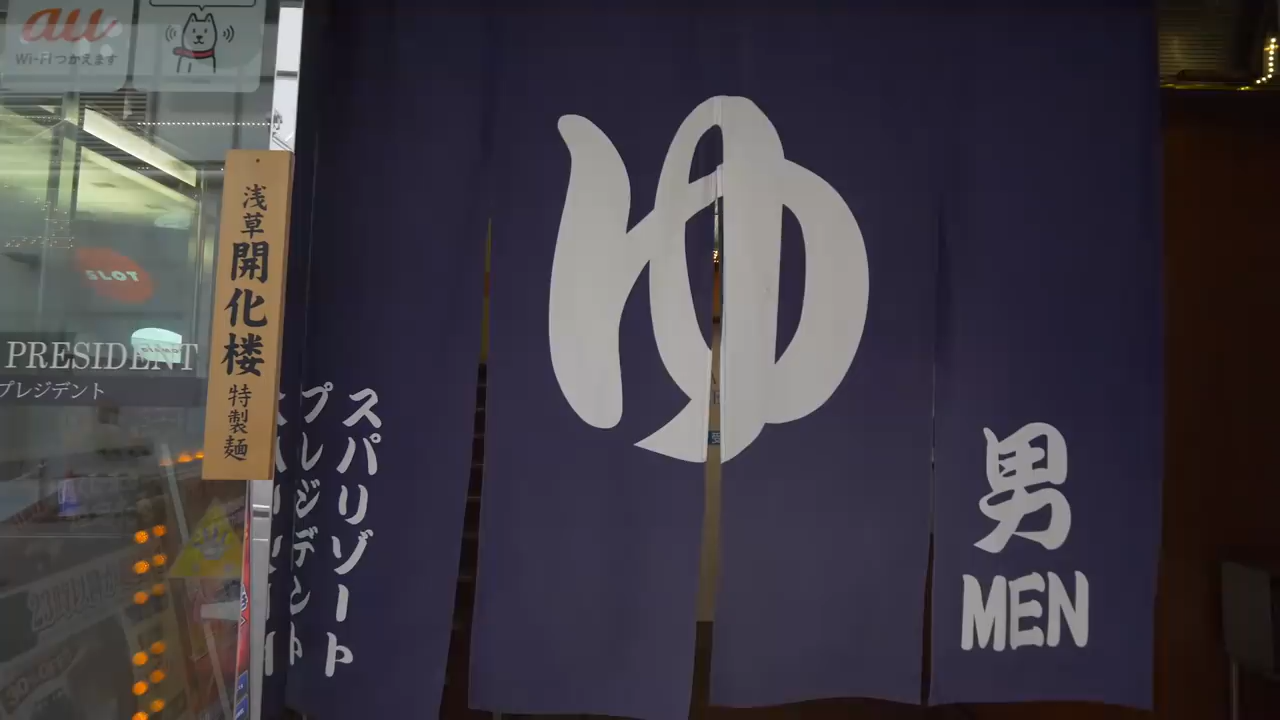 au
Wi-Fiつかえます
SLOT
PRESIDENT
プレジデント
浅草
開化楼
特製麺
スパリゾート
プレジデント
ゆ
男
MEN